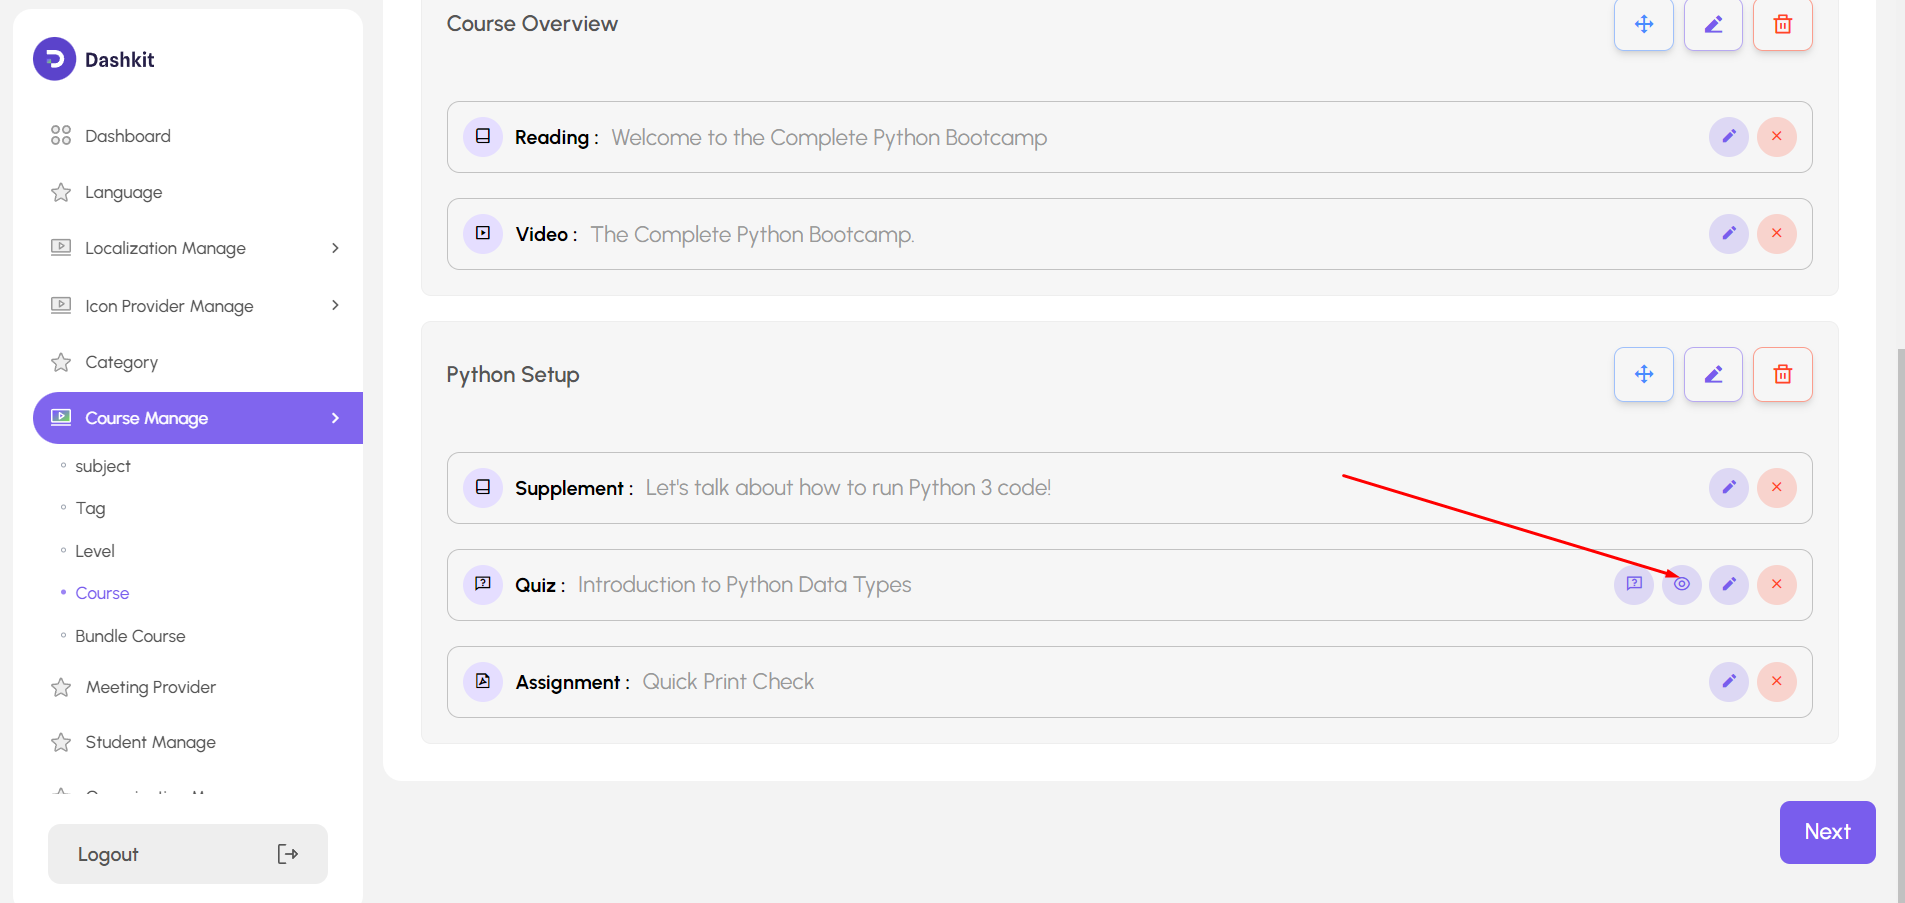 Dashkit
Dashboard
Language
Localization Manage
Icon Provider Manage
Category
Course Manage
subject
Tag
Level
Course
Bundle Course
Meeting Provider
Student Manage
Logout
Course Overview
Reading : Welcome to the Complete Python Bootcamp
Video : The Complete Python Bootcamp.
Python Setup
Supplement : Let's talk about how to run Python 3 code!
Quiz : Introduction to Python Data Types
Assignment : Quick Print Check
Next